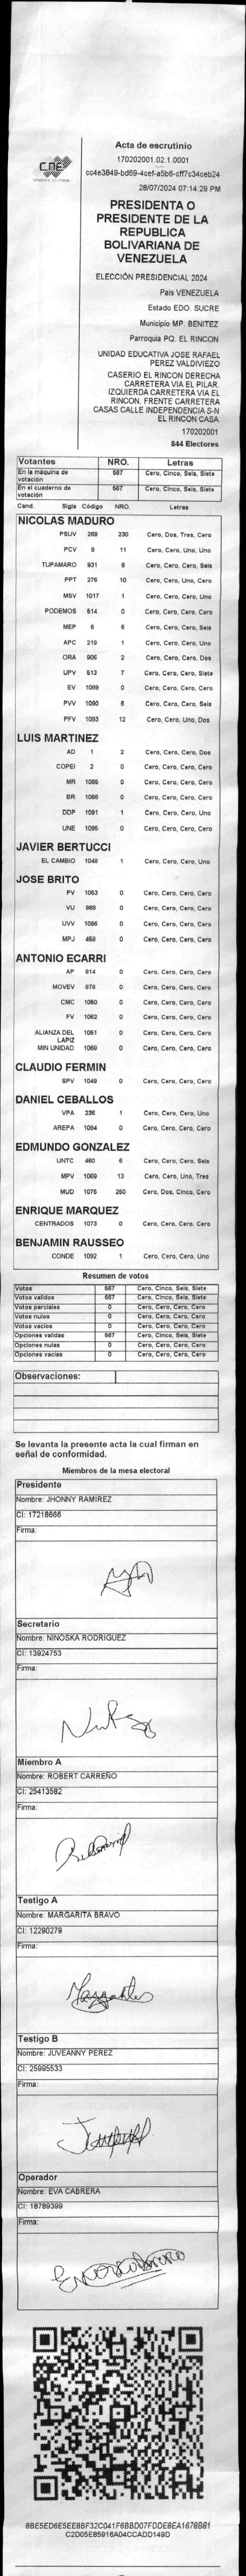 CNE
Acta de escrutinio
170202001.02.1.0001
cc4e3849-bd69-4cef-a5b6-cff7c34ceb24
28/07/2024 07:14:29 PM
PRESIDENTA O
PRESIDENTE DE LA
REPUBLICA
BOLIVARIANA DE
VENEZUELA
ELECCIÓN PRESIDENCIAL 2024
Pais VENEZUELA
Estado EDO. SUCRE
Municipio MP. BENITEZ
Parroquia PQ. EL RINCON
UNIDAD EDUCATIVA JOSE RAFAEL
PEREZ VALDIVIEZO
CASERIO EL RINCON DERECHA
CARRETERA VIA EL PILAR.
IZQUIERDA CARRETERA VIA EL
RINCON. FRENTE CARRETERA
CASAS CALLE INDEPENDENCIA S-N
EL RINCON CASA
170202001
844 Electores
Votantes NRO. Letras
En la máquina de votación 567 Cero, Cinco, Seis, Siete
En el cuaderno de votación 567 Cero, Cinco, Seis, Siete
Cand. Sigla Código NRO. Letras
NICOLAS MADURO
PSUV 269 230 Cero, Dos, Tres, Cero
PCV 9 11 Cero, Cero, Uno, Uno
TUPAMARO 931 6 Cero, Cero, Cero, Seis
PPT 276 10 Cero, Cero, Uno, Cero
MSV 1017 1 Cero, Cero, Cero, Uno
PODEMOS 514 0 Cero, Cero, Cero, Cero
MEP 6 6 Cero, Cero, Cero, Seis
APC 219 1 Cero, Cero, Cero, Uno
ORA 906 2 Cero, Cero, Cero, Dos
UPV 513 7 Cero, Cero, Cero, Siete
EV 1089 0 Cero, Cero, Cero, Cero
PVV 1090 6 Cero, Cero, Cero, Seis
PFV 1093 12 Cero, Cero, Uno, Dos
LUIS MARTINEZ
AD 1 2 Cero, Cero, Cero, Dos
COPEI 2 0 Cero, Cero, Cero, Cero
MR 1065 0 Cero, Cero, Cero, Cero
BR 1066 0 Cero, Cero, Cero, Cero
DDP 1091 1 Cero, Cero, Cero, Uno
UNE 1095 0 Cero, Cero, Cero, Cero
JAVIER BERTUCCI
EL CAMBIO 1048 1 Cero, Cero, Cero, Uno
JOSE BRITO
PV 1053 0 Cero, Cero, Cero, Cero
VU 868 0 Cero, Cero, Cero, Cero
UVV 1096 0 Cero, Cero, Cero, Cero
MPJ 458 0 Cero, Cero, Cero, Cero
ANTONIO ECARRI
AP 814 0 Cero, Cero, Cero, Cero
MOVEV 878 0 Cero, Cero, Cero, Cero
CMC 1050 0 Cero, Cero, Cero, Cero
FV 1062 0 Cero, Cero, Cero, Cero
ALIANZA DEL LAPIZ 1051 0 Cero, Cero, Cero, Cero
MIN UNIDAD 1069 0 Cero, Cero, Cero, Cero
CLAUDIO FERMIN
SPV 1049 0 Cero, Cero, Cero, Cero
DANIEL CEBALLOS
VPA 236 1 Cero, Cero, Cero, Uno
AREPA 1094 0 Cero, Cero, Cero, Cero
EDMUNDO GONZALEZ
UNTC 460 6 Cero, Cero, Cero, Seis
MPV 1069 13 Cero, Cero, Uno, Tres
MUD 1075 250 Cero, Dos, Cinco, Cero
ENRIQUE MARQUEZ
CENTRADOS 1073 0 Cero, Cero, Cero, Cero
BENJAMIN RAUSSEO
CONDE 1092 1 Cero, Cero, Cero, Uno
Resumen de votos
Votos 567 Cero, Cinco, Seis, Siete
Votos validos 567 Cero, Cinco, Seis, Siete
Votos parciales 0 Cero, Cero, Cero, Cero
Votos nulos 0 Cero, Cero, Cero, Cero
Votos vacios 0 Cero, Cero, Cero, Cero
Opciones validas 567 Cero, Cinco, Seis, Siete
Opciones nulas 0 Cero, Cero, Cero, Cero
Opciones vacias 0 Cero, Cero, Cero, Cero
Observaciones:
Se levanta la presente acta la cual firman en
señal de conformidad.
Miembros de la mesa electoral
Presidente
Nombre: JHONNY RAMIREZ
CI: 17218666
Firma:
Secretario
Nombre: NINOSKA RODRIGUEZ
CI: 13924753
Firma:
Miembro A
Nombre: ROBERT CARREÑO
CI: 25413582
Firma:
Testigo A
Nombre: MARGARITA BRAVO
CI: 12290279
Firma:
Testigo B
Nombre: JUVEANNY PEREZ
CI: 25995533
Firma:
Operador
Nombre: EVA CABRERA
CI: 18789399
Firma:
8BE5ED6E5EE8BF32C041F6BBD07FDDE8EA1678B81
C2D05E85916A04CCADD149D